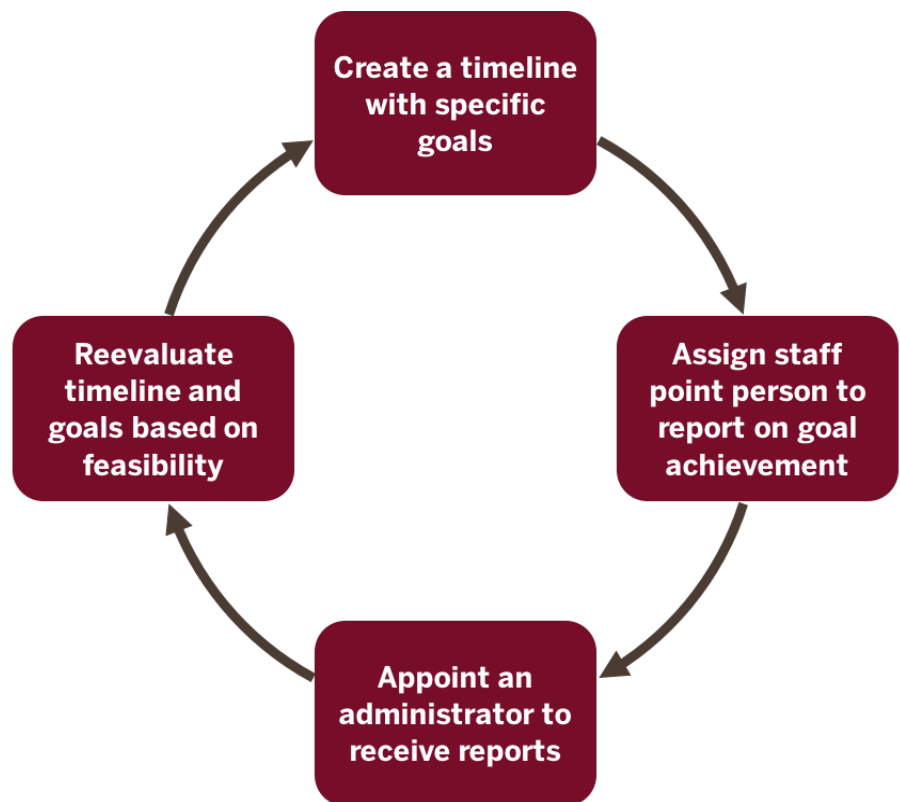 Create a timeline
with specific
goals
Assign staff
point person to
report on goal
achievement
Appoint an
administrator to
receive reports
Reevaluate
timeline and
goals based on
feasibility